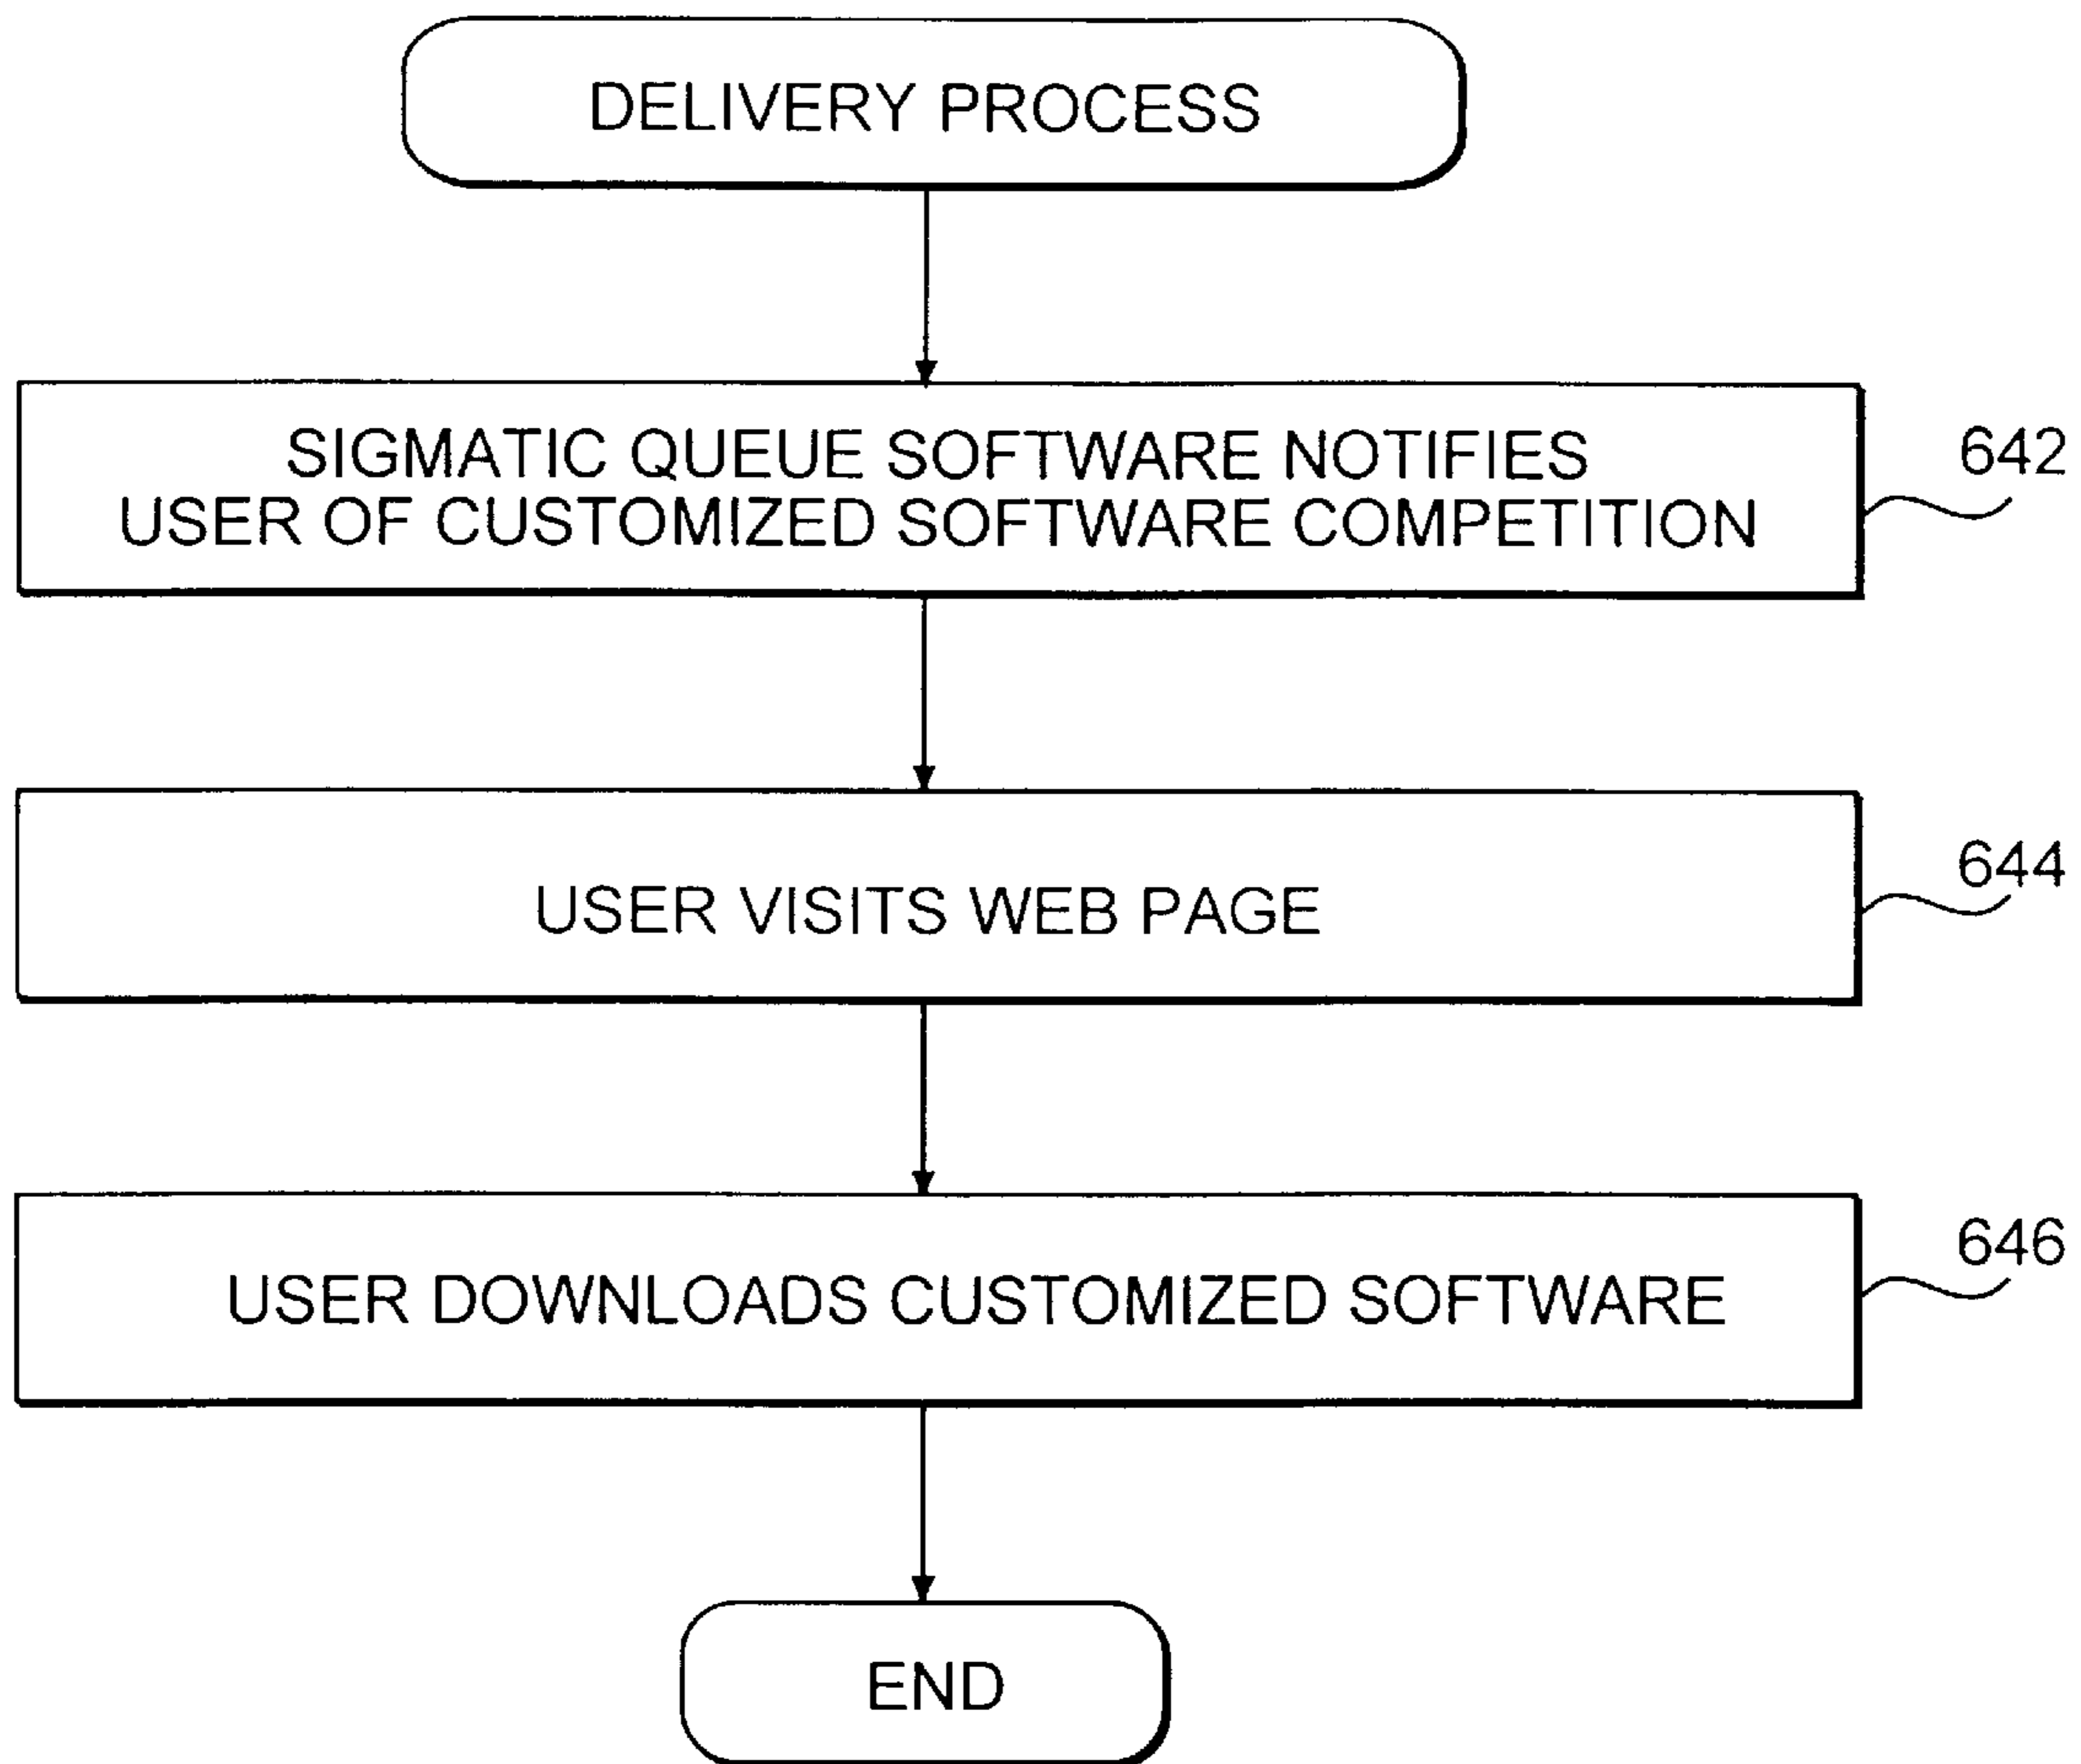 DELIVERY PROCESS
SIGMATIC QUEUE SOFTWARE NOTIFIES
USER OF CUSTOMIZED SOFTWARE COMPETITION
642
USER VISITS WEB PAGE
644
USER DOWNLOADS CUSTOMIZED SOFTWARE
646
END